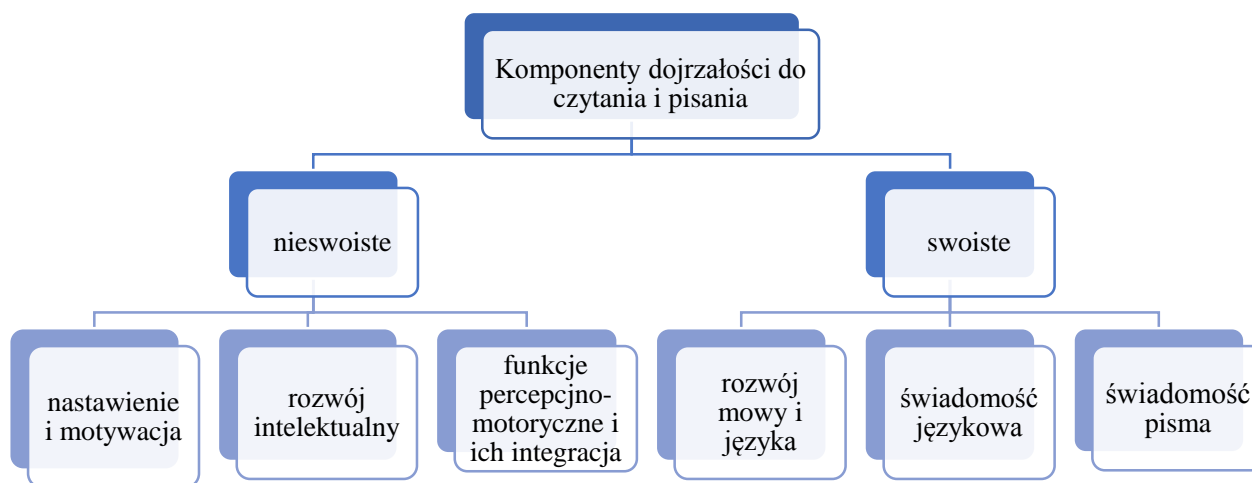 Komponenty dojrzałości do
czytania i pisania
nieswoiste
swoiste
nastawienie
i motywacja
rozwój
intelektualny
funkcje
percepcjno-
motoryczne i
ich integracja
rozwój
mowy i
języka
świadomość
językowa
świadomość
pisma